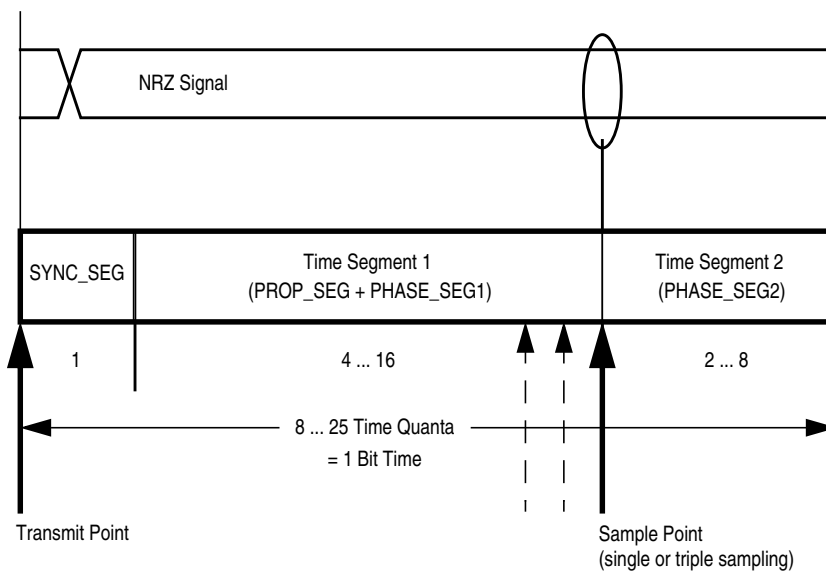 NRZ Signal
SYNC_SEG
Time Segment 1
(PROP_SEG + PHASE_SEG1)
Time Segment 2
(PHASE_SEG2)
1
4 ... 16
2 ... 8
8 ... 25 Time Quanta
= 1 Bit Time
Transmit Point
Sample Point
(single or triple sampling)